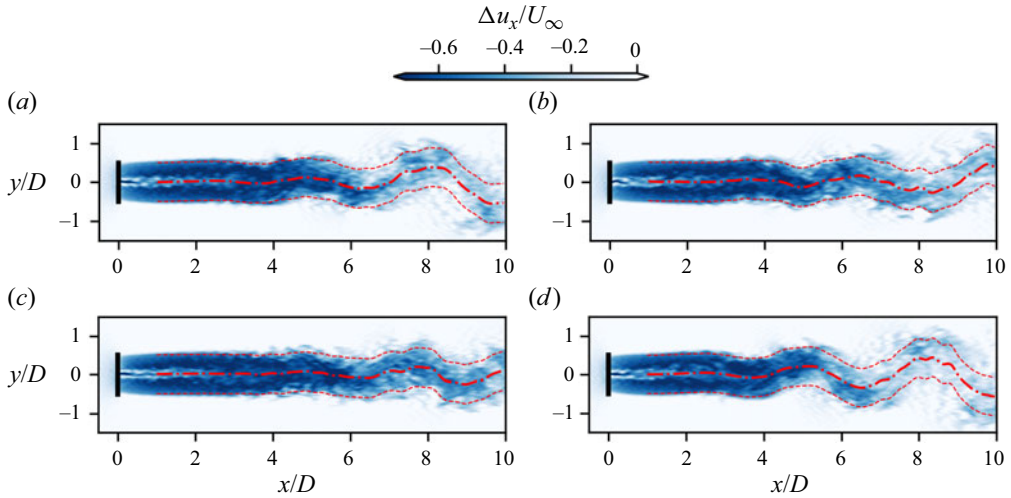 Δu_x/U_∞
−0.6 −0.4 −0.2 0
(a) (b)
y/D 1 0 −1 1 0 −1
0 2 4 6 8 10 0 2 4 6 8 10
(c) (d)
y/D 1 0 −1 1 0 −1
0 2 4 6 8 10 0 2 4 6 8 10
x/D x/D